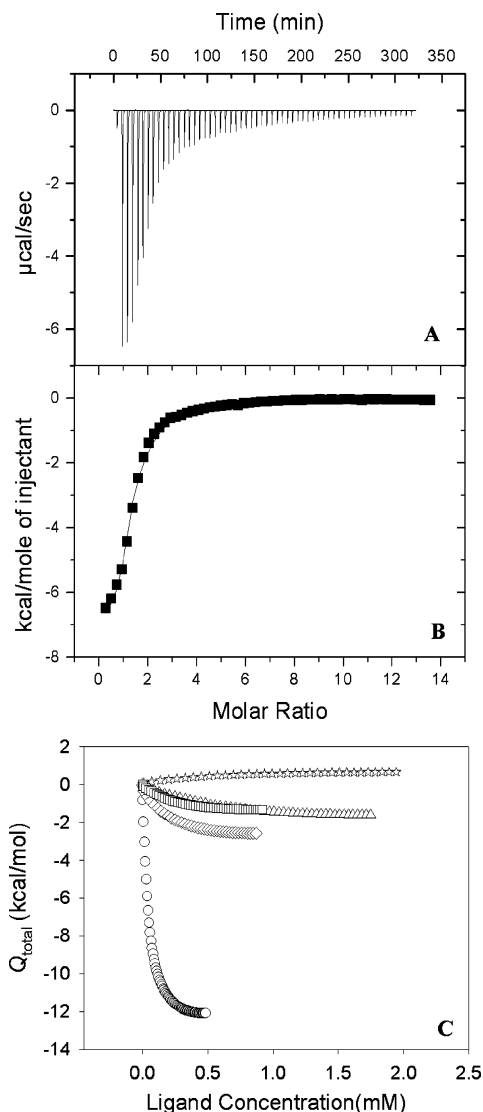 Time (min)
0 50 100 150 200 250 300 350
0
-2
-4
-6
µcal/sec
A
0
-2
-4
-6
-8
kcal/mole of injectant
B
0 2 4 6 8 10 12 14
Molar Ratio
2
0
-2
-4
-6
-8
-10
-12
-14
Qtotal (kcal/mol)
C
0.0 0.5 1.0 1.5 2.0 2.5
Ligand Concentration(mM)